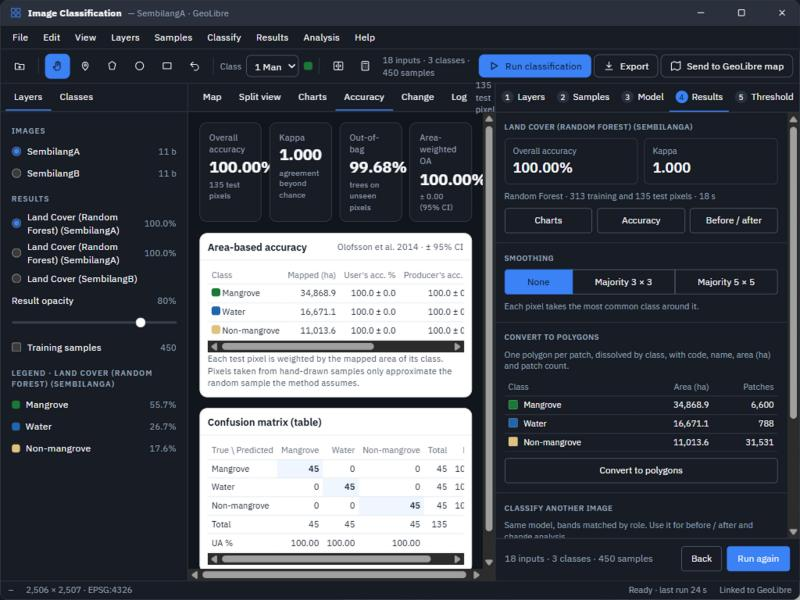 Image Classification — SembilangA · GeoLibre
File Edit View Layers Samples Classify Results Analysis Help
Class 1 Man 18 inputs · 3 classes · 450 samples Run classification Export Send to GeoLibre map
Layers Classes
IMAGES
SembilangA 11 b
SembilangB 11 b
RESULTS
Land Cover (Random Forest) (SembilangA) 100.0%
Land Cover (Random Forest) (SembilangA) 100.0%
Land Cover (SembilangB)
Result opacity 80%
Training samples 450
LEGEND · LAND COVER (RANDOM FOREST) (SEMBILANGA)
Mangrove 55.7%
Water 26.7%
Non-mangrove 17.6%
Map Split view Charts Accuracy Change Log 135 test pixel
Overall accuracy
100.00%
135 test pixels
Kappa
1.000
agreement beyond chance
Out-of-bag
99.68%
trees on unseen pixels
Area-weighted OA
100.00%
± 0.00 (95% CI)
Area-based accuracy Olofsson et al. 2014 · ± 95% CI
Class Mapped (ha) User's acc. % Producer's acc.
Mangrove 34,868.9 100.0 ± 0.0 100.0 ± 0
Water 16,671.1 100.0 ± 0.0 100.0 ± 0
Non-mangrove 11,013.6 100.0 ± 0.0 100.0 ± 0
Each test pixel is weighted by the mapped area of its class.
Pixels taken from hand-drawn samples only approximate the
random sample the method assumes.
Confusion matrix (table)
True \ Predicted Mangrove Water Non-mangrove Total
Mangrove 45 0 0 45 10
Water 0 45 0 45 10
Non-mangrove 0 0 45 45 10
Total 45 45 45 135
UA % 100.00 100.00 100.00
1 Layers 2 Samples 3 Model 4 Results 5 Threshold
LAND COVER (RANDOM FOREST) (SEMBILANGA)
Overall accuracy
100.00%
Kappa
1.000
Random Forest · 313 training and 135 test pixels · 18 s
Charts Accuracy Before / after
SMOOTHING
None Majority 3 × 3 Majority 5 × 5
Each pixel takes the most common class around it.
CONVERT TO POLYGONS
One polygon per patch, dissolved by class, with code, name, area (ha)
and patch count.
Class Area (ha) Patches
Mangrove 34,868.9 6,600
Water 16,671.1 788
Non-mangrove 11,013.6 31,531
Convert to polygons
CLASSIFY ANOTHER IMAGE
Same model, bands matched by role. Use it for before / after and
change analysis.
18 inputs · 3 classes · 450 samples Back Run again
– 2,506 × 2,507 · EPSG:4326 Ready · last run 24 s Linked to GeoLibre